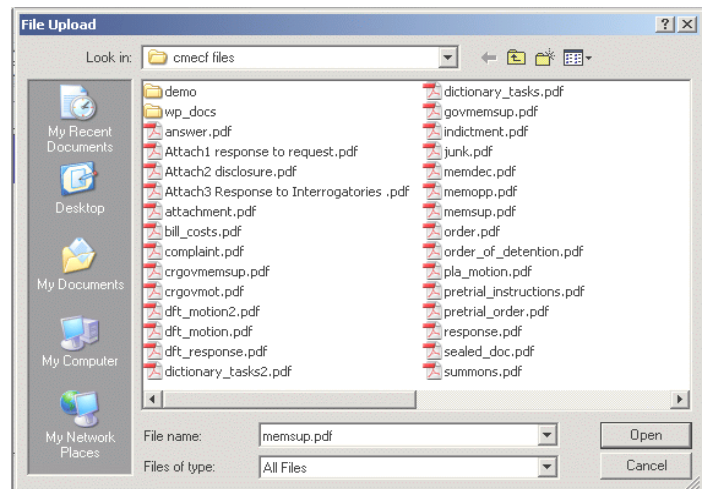 File Upload
Look in: cmecf files
My Recent
Documents
Desktop
My Documents
My Computer
My Network
Places
demo
wp_docs
answer.pdf
Attach1 response to request.pdf
Attach2 disclosure.pdf
Attach3 Response to Interrogatories .pdf
attachment.pdf
bill_costs.pdf
complaint.pdf
crgovmemsup.pdf
crgovmot.pdf
dft_motion2.pdf
dft_motion.pdf
dft_response.pdf
dictionary_tasks2.pdf
dictionary_tasks.pdf
govmemsup.pdf
indictment.pdf
junk.pdf
memdec.pdf
memopp.pdf
memsup.pdf
order.pdf
order_of_detention.pdf
pla_motion.pdf
pretrial_instructions.pdf
pretrial_order.pdf
response.pdf
sealed_doc.pdf
summons.pdf
File name: memsup.pdf Open
Files of type: All Files Cancel